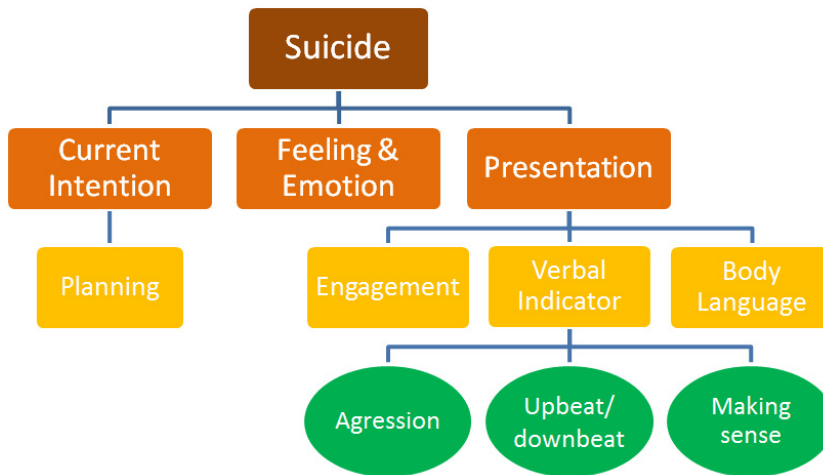 Suicide
Current
Intention
Feeling &
Emotion
Presentation
Planning
Engagement
Verbal
Indicator
Body
Language
Agression
Upbeat/
downbeat
Making
sense